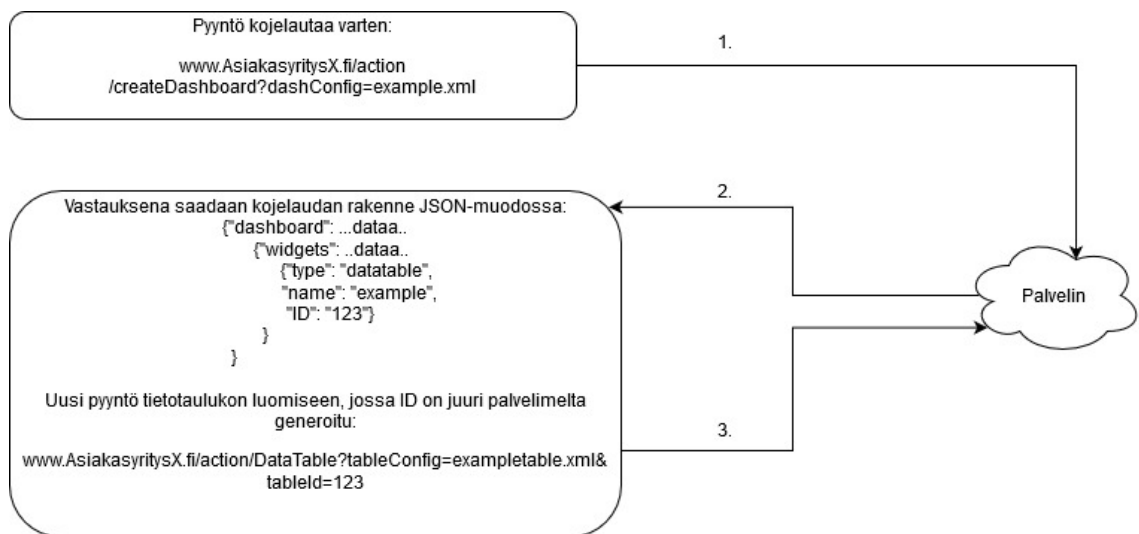 Pyyntö kojelautaa varten:
www.AsiakasyritysX.fi/action
/createDashboard?dashConfig=example.xml
1.
2.
Vastauksena saadaan kojelaudan rakenne JSON-muodossa:
{"dashboard": ...dataa..
{"widgets": ..dataa..
{"type": "datatable",
"name": "example",
"ID": "123"}
}
}
Palvelin
Uusi pyyntö tietotaulukon luomiseen, jossa ID on juuri palvelimelta
generoitu:
3.
www.AsiakasyritysX.fi/action/DataTable?tableConfig=exampletable.xml&
tableId=123